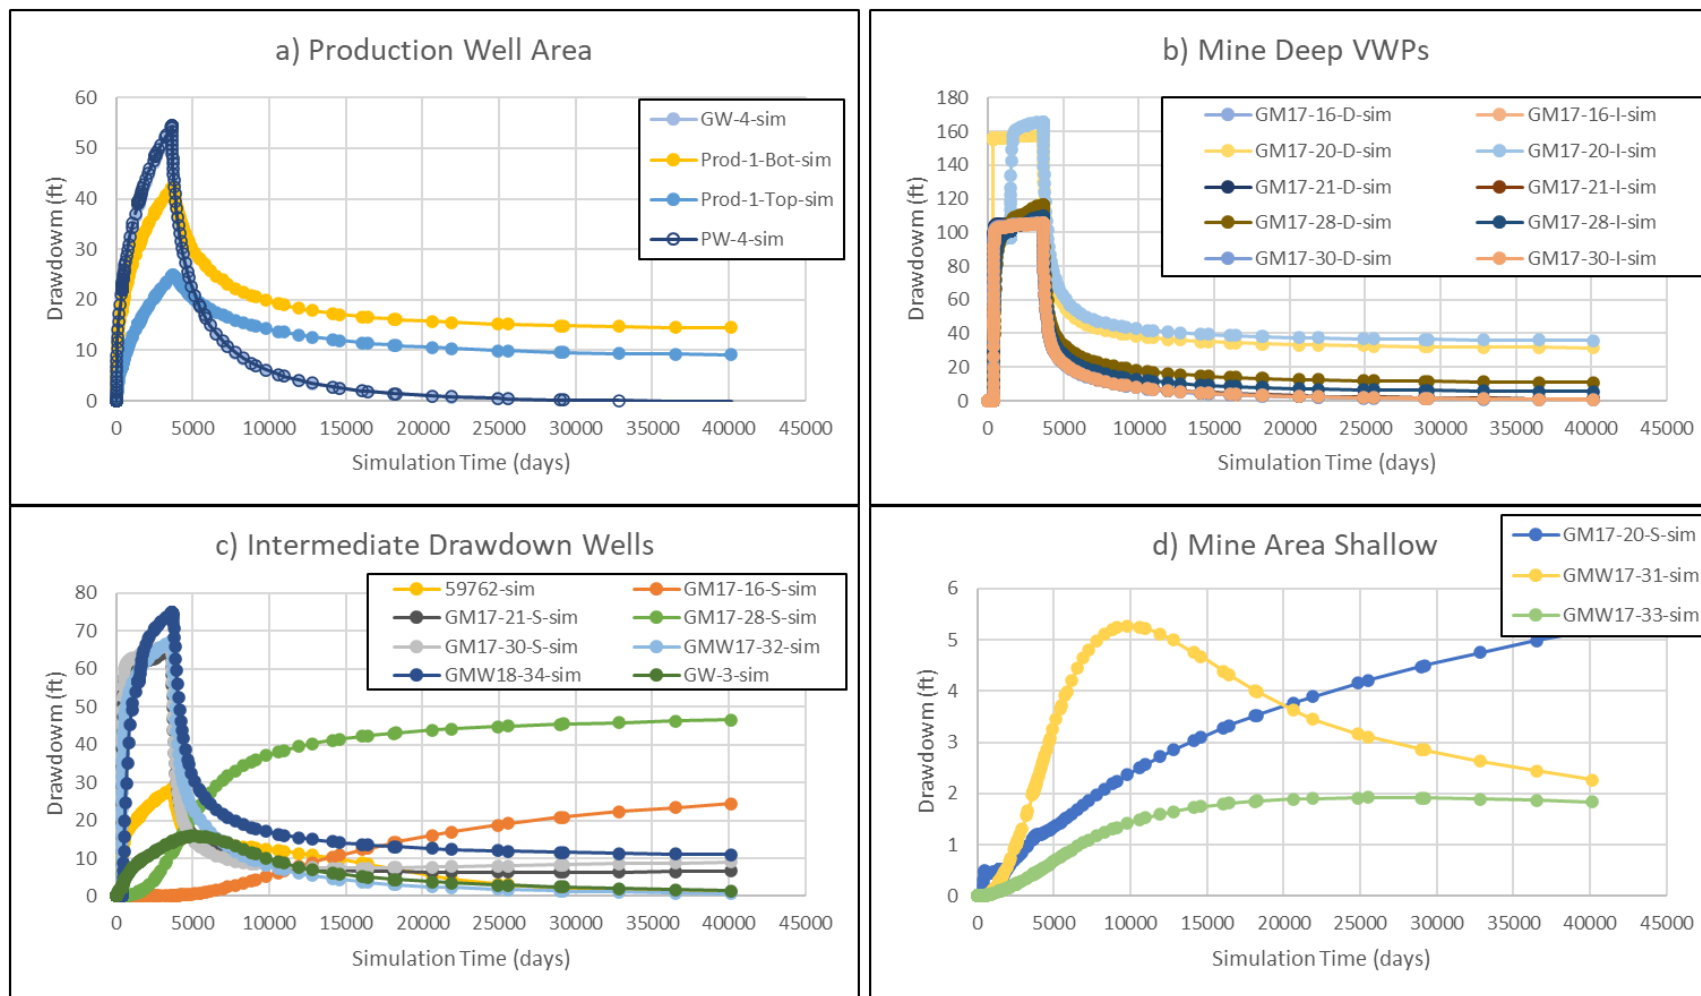 a) Production Well Area
60
50
40
30
20
10
0
Drawdowm (ft)
0 5000 10000 15000 20000 25000 30000 35000 40000 45000
Simulation Time (days)
GW-4-sim
Prod-1-Bot-sim
Prod-1-Top-sim
PW-4-sim
b) Mine Deep VWPs
180
160
140
120
100
80
60
40
20
0
Drawdowm (ft)
0 5000 10000 15000 20000 25000 30000 35000 40000 45000
Simulation Time (days)
GM17-16-D-sim GM17-16-I-sim
GM17-20-D-sim GM17-20-I-sim
GM17-21-D-sim GM17-21-I-sim
GM17-28-D-sim GM17-28-I-sim
GM17-30-D-sim GM17-30-I-sim
c) Intermediate Drawdown Wells
80
70
60
50
40
30
20
10
0
Drawdowm (ft)
0 5000 10000 15000 20000 25000 30000 35000 40000 45000
Simulation Time (days)
59762-sim GM17-16-S-sim
GM17-21-S-sim GM17-28-S-sim
GM17-30-S-sim GMW17-32-sim
GMW18-34-sim GW-3-sim
d) Mine Area Shallow
6
5
4
3
2
1
0
Drawdowm (ft)
0 5000 10000 15000 20000 25000 30000 35000 40000 45000
Simulation Time (days)
GM17-20-S-sim
GMW17-31-sim
GMW17-33-sim